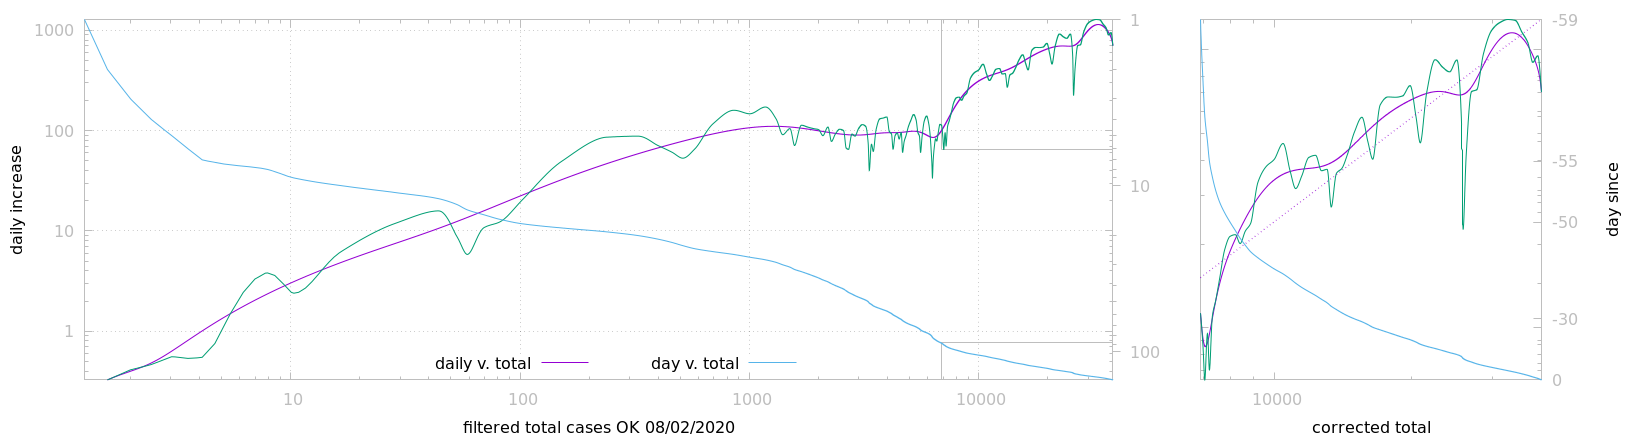 1000
100
10
1
daily increase
10
100
1000
10000
filtered total cases OK 08/02/2020
daily v. total
day v. total
1
10
100
10000
corrected total
-59
-55
-50
-30
0
day since